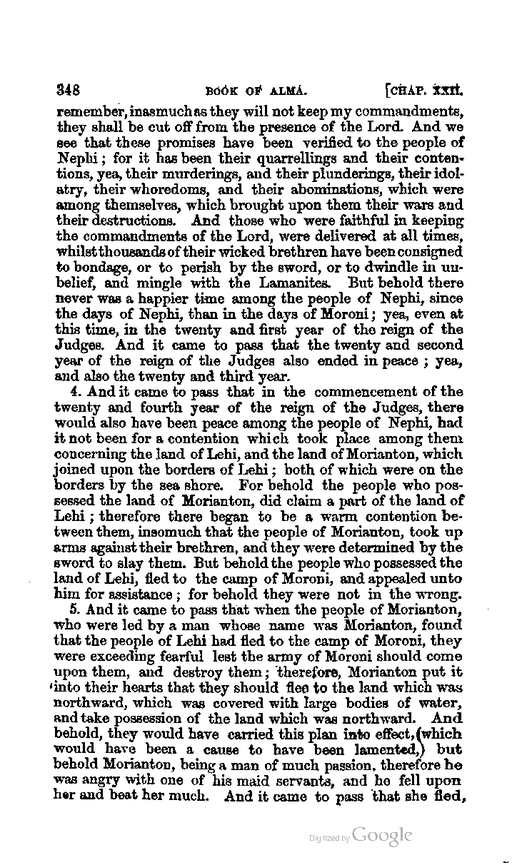 348 BOOK OF ALMA. [CHAP. XXII.
remember, inasmuch as they will not keep my commandments,
they shall be cut off from the presence of the Lord. And we
see that these promises have been verified to the people of
Nephi; for it has been their quarrellings and their conten-
tions, yea, their murderings, and their plunderings, their idol-
atry, their whoredoms, and their abominations, which were
among themselves, which brought upon them their wars and
their destructions. And those who were faithful in keeping
the commandments of the Lord, were delivered at all times,
whilst thousands of their wicked brethren have been consigned
to bondage, or to perish by the sword, or to dwindle in un-
belief, and mingle with the Lamanites. But behold there
never was a happier time among the people of Nephi, since
the days of Nephi, than in the days of Moroni; yea, even at
this time, in the twenty and first year of the reign of the
Judges. And it came to pass that the twenty and second
year of the reign of the Judges also ended in peace; yea,
and also the twenty and third year.
4. And it came to pass that in the commencement of the
twenty and fourth year of the reign of the Judges, there
would also have been peace among the people of Nephi, had
it not been for a contention which took place among them
concerning the land of Lehi, and the land of Morianton, which
joined upon the borders of Lehi; both of which were on the
borders by the sea shore. For behold the people who pos-
sessed the land of Morianton, did claim a part of the land of
Lehi; therefore there began to be a warm contention be-
tween them, insomuch that the people of Morianton, took up
arms against their brethren, and they were determined by the
sword to slay them. But behold the people who possessed the
land of Lehi, fled to the camp of Moroni, and appealed unto
him for assistance; for behold they were not in the wrong.
5. And it came to pass that when the people of Morianton,
who were led by a man whose name was Morianton, found
that the people of Lehi had fled to the camp of Moroni, they
were exceeding fearful lest the army of Moroni should come
upon them, and destroy them; therefore, Morianton put it
into their hearts that they should flee to the land which was
northward, which was covered with large bodies of water,
and take possession of the land which was northward. And
behold, they would have carried this plan into effect, (which
would have been a cause to have been lamented,) but
behold Morianton, being a man of much passion, therefore he
was angry with one of his maid servants, and he fell upon
her and beat her much. And it came to pass that she fled,
Digitized by Google